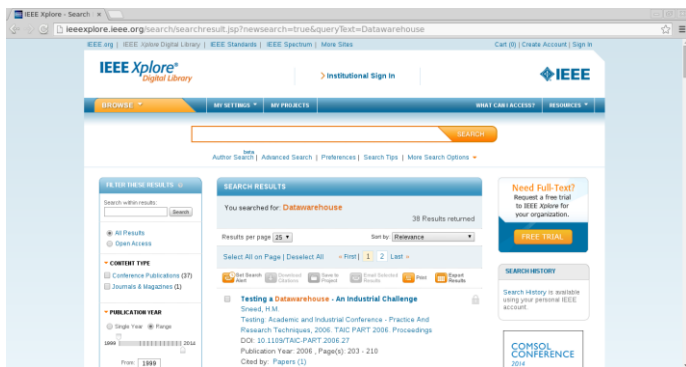 IEEE Xplore - Search
ieeexplore.ieee.org/search/searchresult.jsp?newsearch=true&queryText=Datawarehouse
IEEE.org | IEEE Xplore Digital Library | IEEE Standards | IEEE Spectrum | More Sites
Cart (0) | Create Account | Sign In
IEEE Xplore®
Digital Library
> Institutional Sign In
IEEE
BROWSE
MY SETTINGS
MY PROJECTS
WHAT CAN I ACCESS?
RESOURCES
SEARCH
beta
Author Search | Advanced Search | Preferences | Search Tips | More Search Options
FILTER THESE RESULTS
Search within results:
Search
All Results
Open Access
CONTENT TYPE
Conference Publications (37)
Journals & Magazines (1)
PUBLICATION YEAR
Single Year
Range
1999
2014
From: 1999
SEARCH RESULTS
You searched for: Datawarehouse
38 Results returned
Results per page 25
Sort by: Relevance
Select All on Page | Deselect All
« First | 1 2 Last »
Get Search Alert
Download Citations
Save to Project
Email Selected Results
Print
Export Results
Testing a Datawarehouse - An Industrial Challenge
Sneed, H.M.
Testing: Academic and Industrial Conference - Practice And
Research Techniques, 2006. TAIC PART 2006. Proceedings
DOI: 10.1109/TAIC-PART.2006.27
Publication Year: 2006 , Page(s): 203 - 210
Cited by: Papers (1)
Need Full-Text?
Request a free trial
to IEEE Xplore for
your organization.
FREE TRIAL
SEARCH HISTORY
Search History is available
using your personal IEEE
account.
COMSOL
CONFERENCE
2014